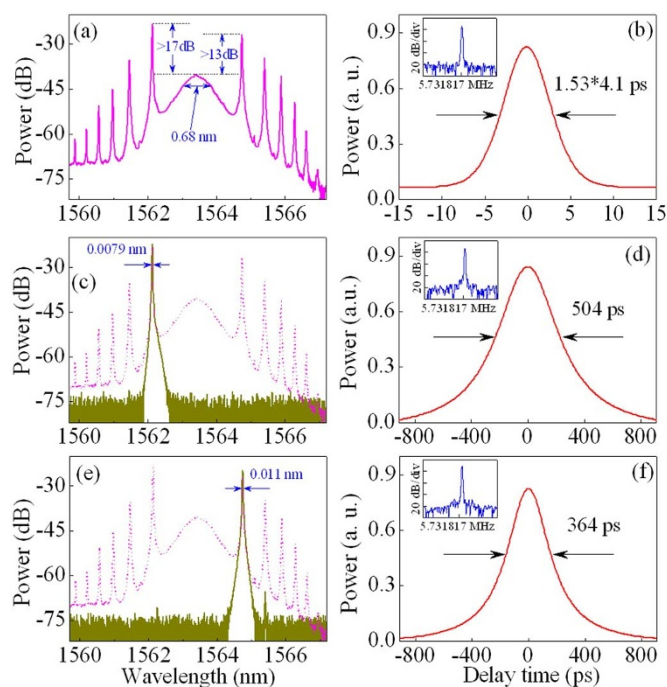 (a)
>17dB
>13dB
0.68 nm
Power (dB)
-30
-45
-60
-75
1560 1562 1564 1566
(b)
20 dB/div
5.731817 MHz
1.53*4.1
Power (a. u.)
0.9
0.6
0.3
0.0
-15 -10 -5 0 5 10 15
(c)
0.0079 nm
Power (dB)
-30
-45
-60
-75
1560 1562 1564 1566
(d)
20 dB/div
5.731817 MHz
504 ps
Power (a.u.)
0.9
0.6
0.3
0.0
-800 -400 0 400 800
(e)
0.011 nm
Power (dB)
-30
-45
-60
-75
1560 1562 1564 1566
Wavelength (nm)
(f)
20 dB/div
5.731817 MHz
364 ps
Power (a. u.)
0.9
0.6
0.3
0.0
-800 -400 0 400 800
Delay time (ps)